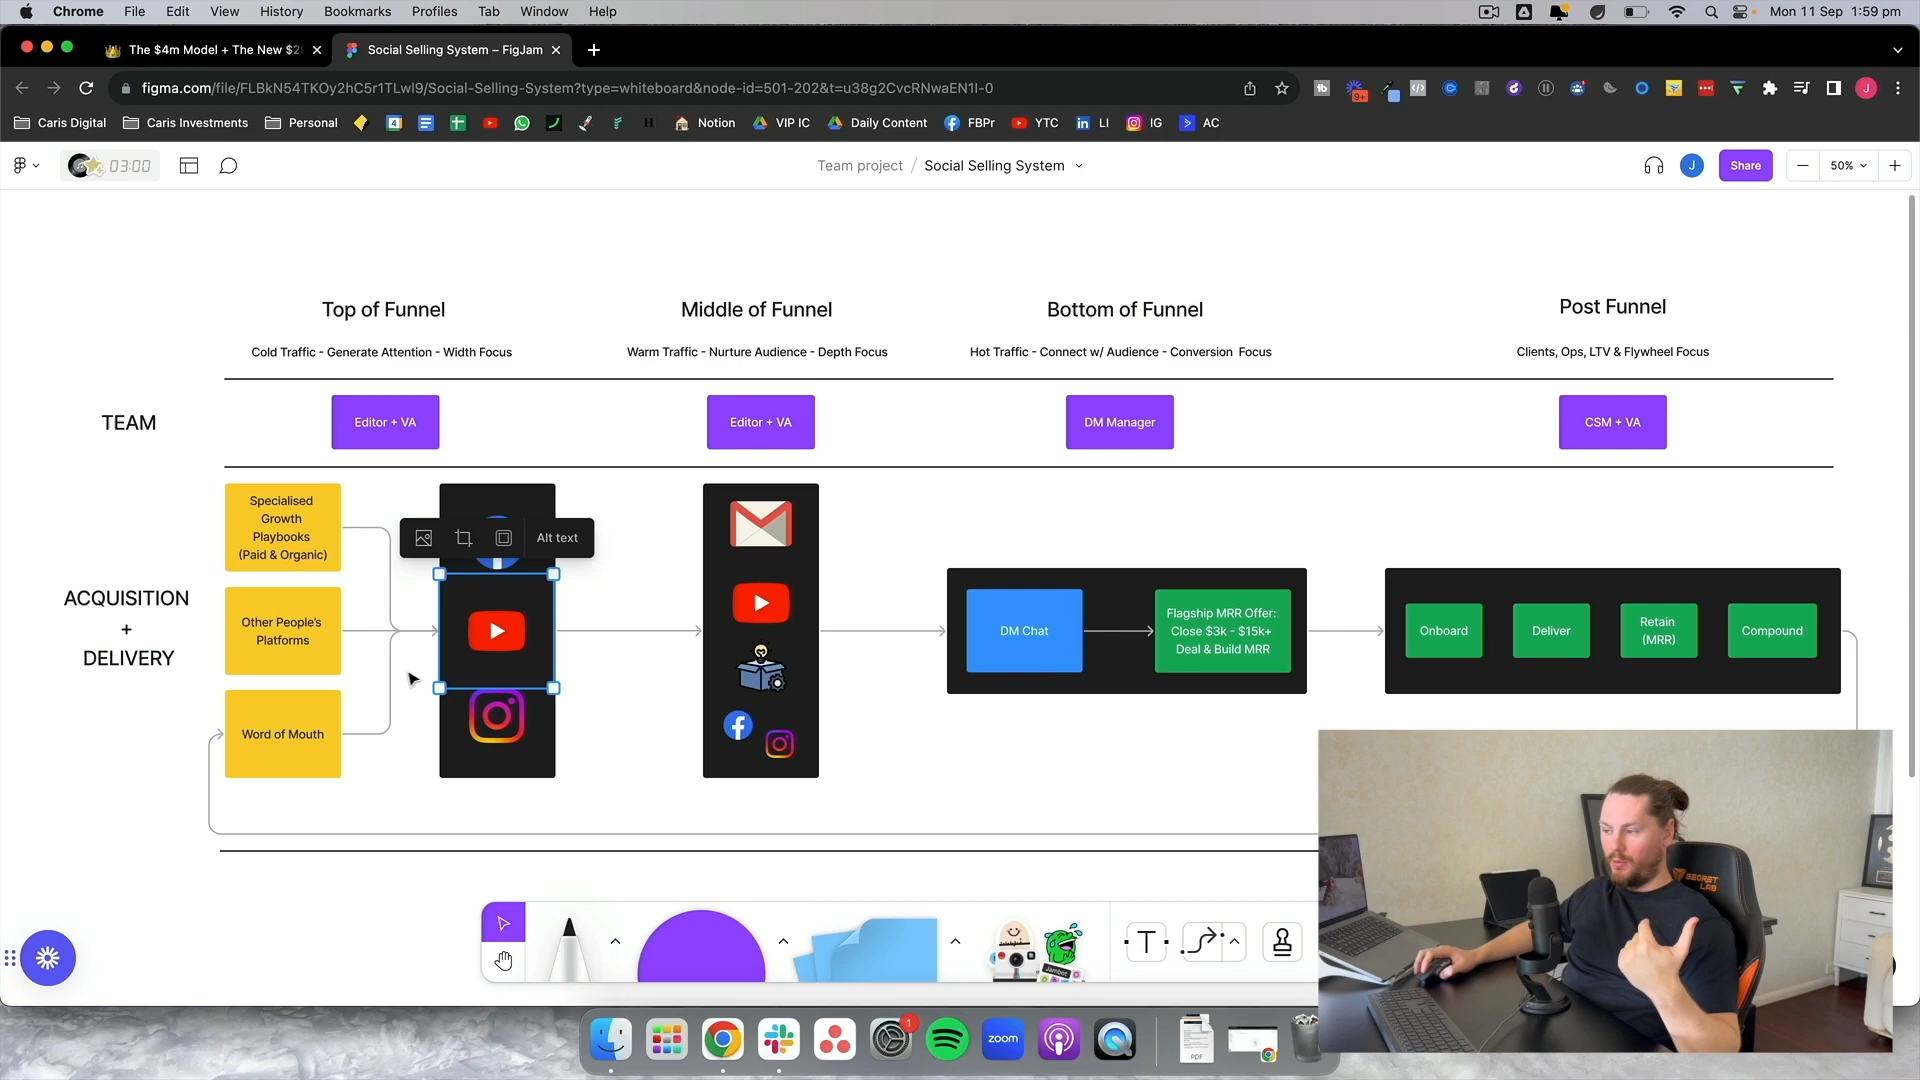 Chrome File Edit View History Bookmarks Profiles Tab Window Help
Mon 11 Sep 1:59 pm
The $4m Model + The New $2
Social Selling System – FigJam
figma.com/file/FLBkN54TKOy2hC5r1TLwl9/Social-Selling-System?type=whiteboard&node-id=501-202&t=u38g2CvcRNwaEN1I-0
9+
J
Caris Digital Caris Investments Personal Notion VIP IC Daily Content FBPr YTC LI IG AC
03:00
Team project / Social Selling System
J
Share
50%
Top of Funnel
Middle of Funnel
Bottom of Funnel
Post Funnel
Cold Traffic - Generate Attention - Width Focus
Warm Traffic - Nurture Audience - Depth Focus
Hot Traffic - Connect w/ Audience - Conversion Focus
Clients, Ops, LTV & Flywheel Focus
TEAM
Editor + VA
Editor + VA
DM Manager
CSM + VA
Specialised
Growth
Playbooks
(Paid & Organic)
Alt text
ACQUISITION
+
DELIVERY
Other People's
Platforms
Word of Mouth
DM Chat
Flagship MRR Offer:
Close $3k - $15k+
Deal & Build MRR
Onboard
Deliver
Retain
(MRR)
Compound
SECRET
LAB
T
Jambot
1
zoom
PDF